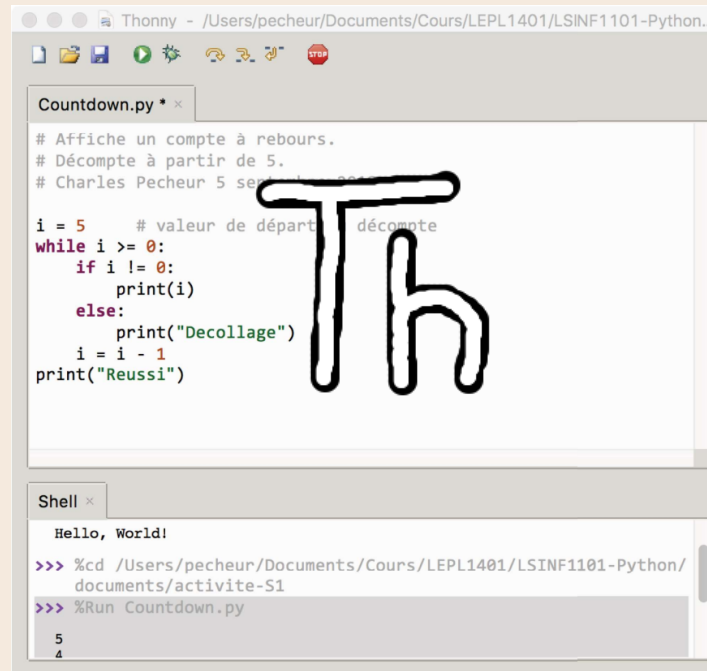 Thonny - /Users/pecheur/Documents/Cours/LEPL1401/LSINF1101-Python.
STOP
Countdown.py *
# Affiche un compte à rebours.
# Décompte à partir de 5.
# Charles Pecheur 5
i = 5 # valeur de départ décompte
while i >= 0:
if i != 0:
print(i)
else:
print("Decollage")
i = i - 1
print("Reussi")
Th
Shell
Hello, World!
>>> %cd /Users/pecheur/Documents/Cours/LEPL1401/LSINF1101-Python/
documents/activite-S1
>>> %Run Countdown.py
5
4